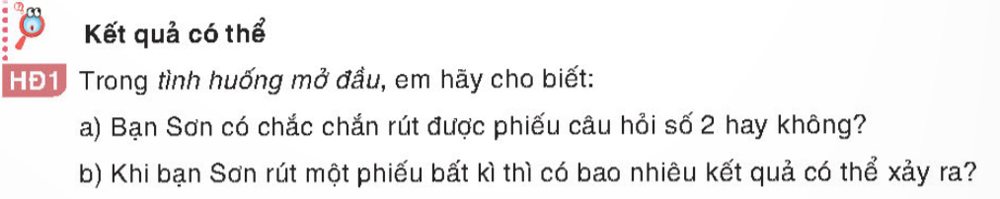 Kết quả có thể
HĐ1 Trong tình huống mở đầu, em hãy cho biết:
a) Bạn Sơn có chắc chắn rút được phiếu câu hỏi số 2 hay không?
b) Khi bạn Sơn rút một phiếu bất kì thì có bao nhiêu kết quả có thể xảy ra?